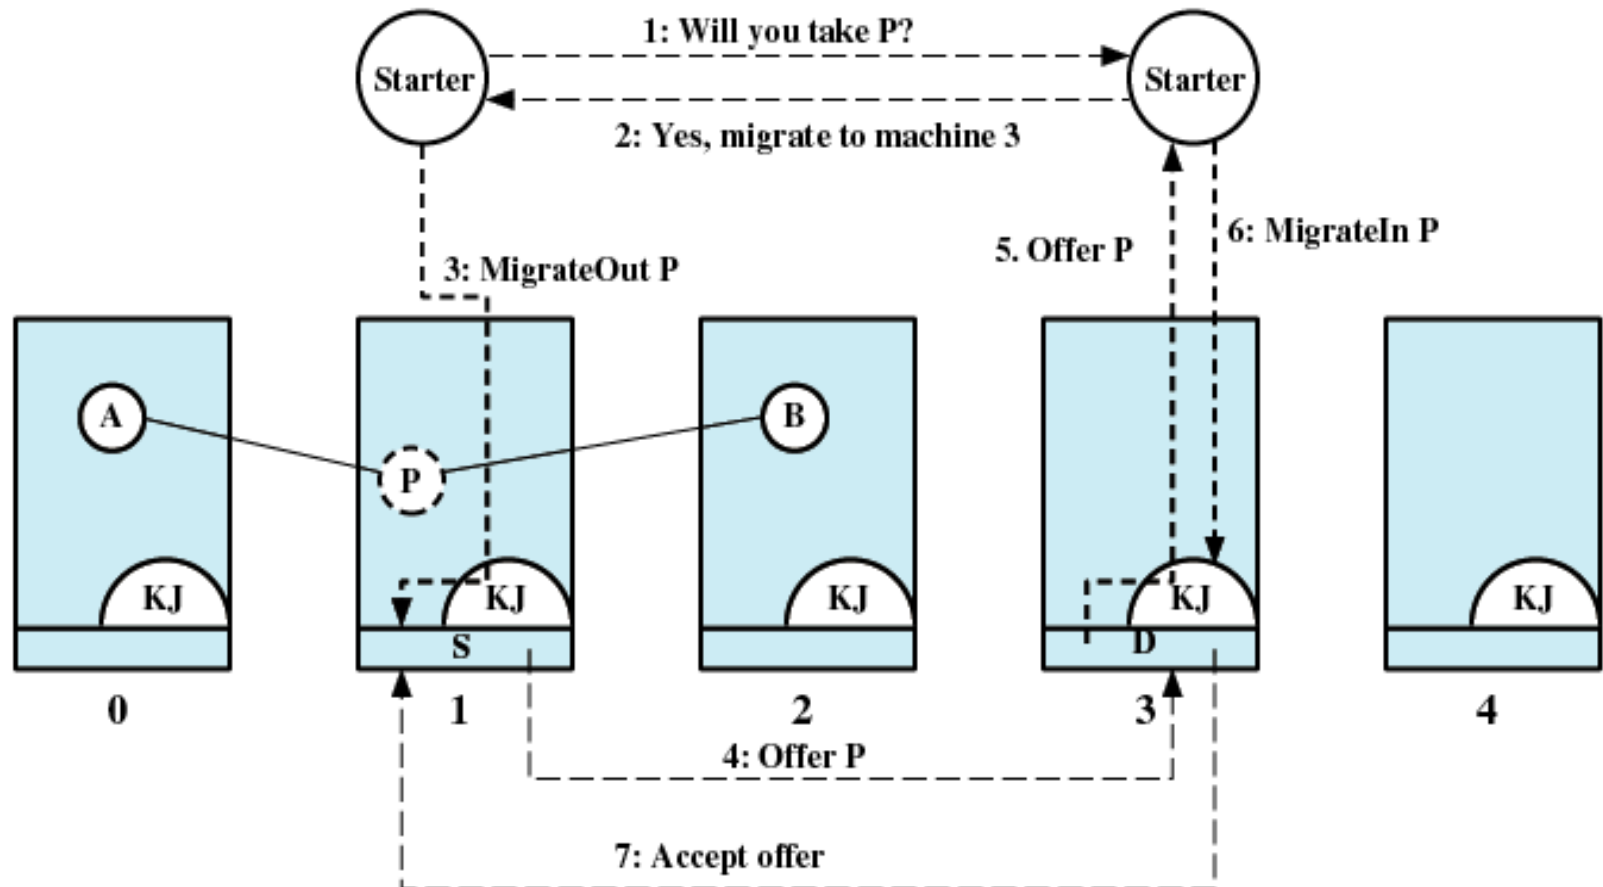 1: Will you take P?
Starter
Starter
2: Yes, migrate to machine 3
3: MigrateOut P
5. Offer P
6: MigrateIn P
A
P
B
KJ
KJ
KJ
KJ
KJ
S
D
0
1
2
3
4
4: Offer P
7: Accept offer